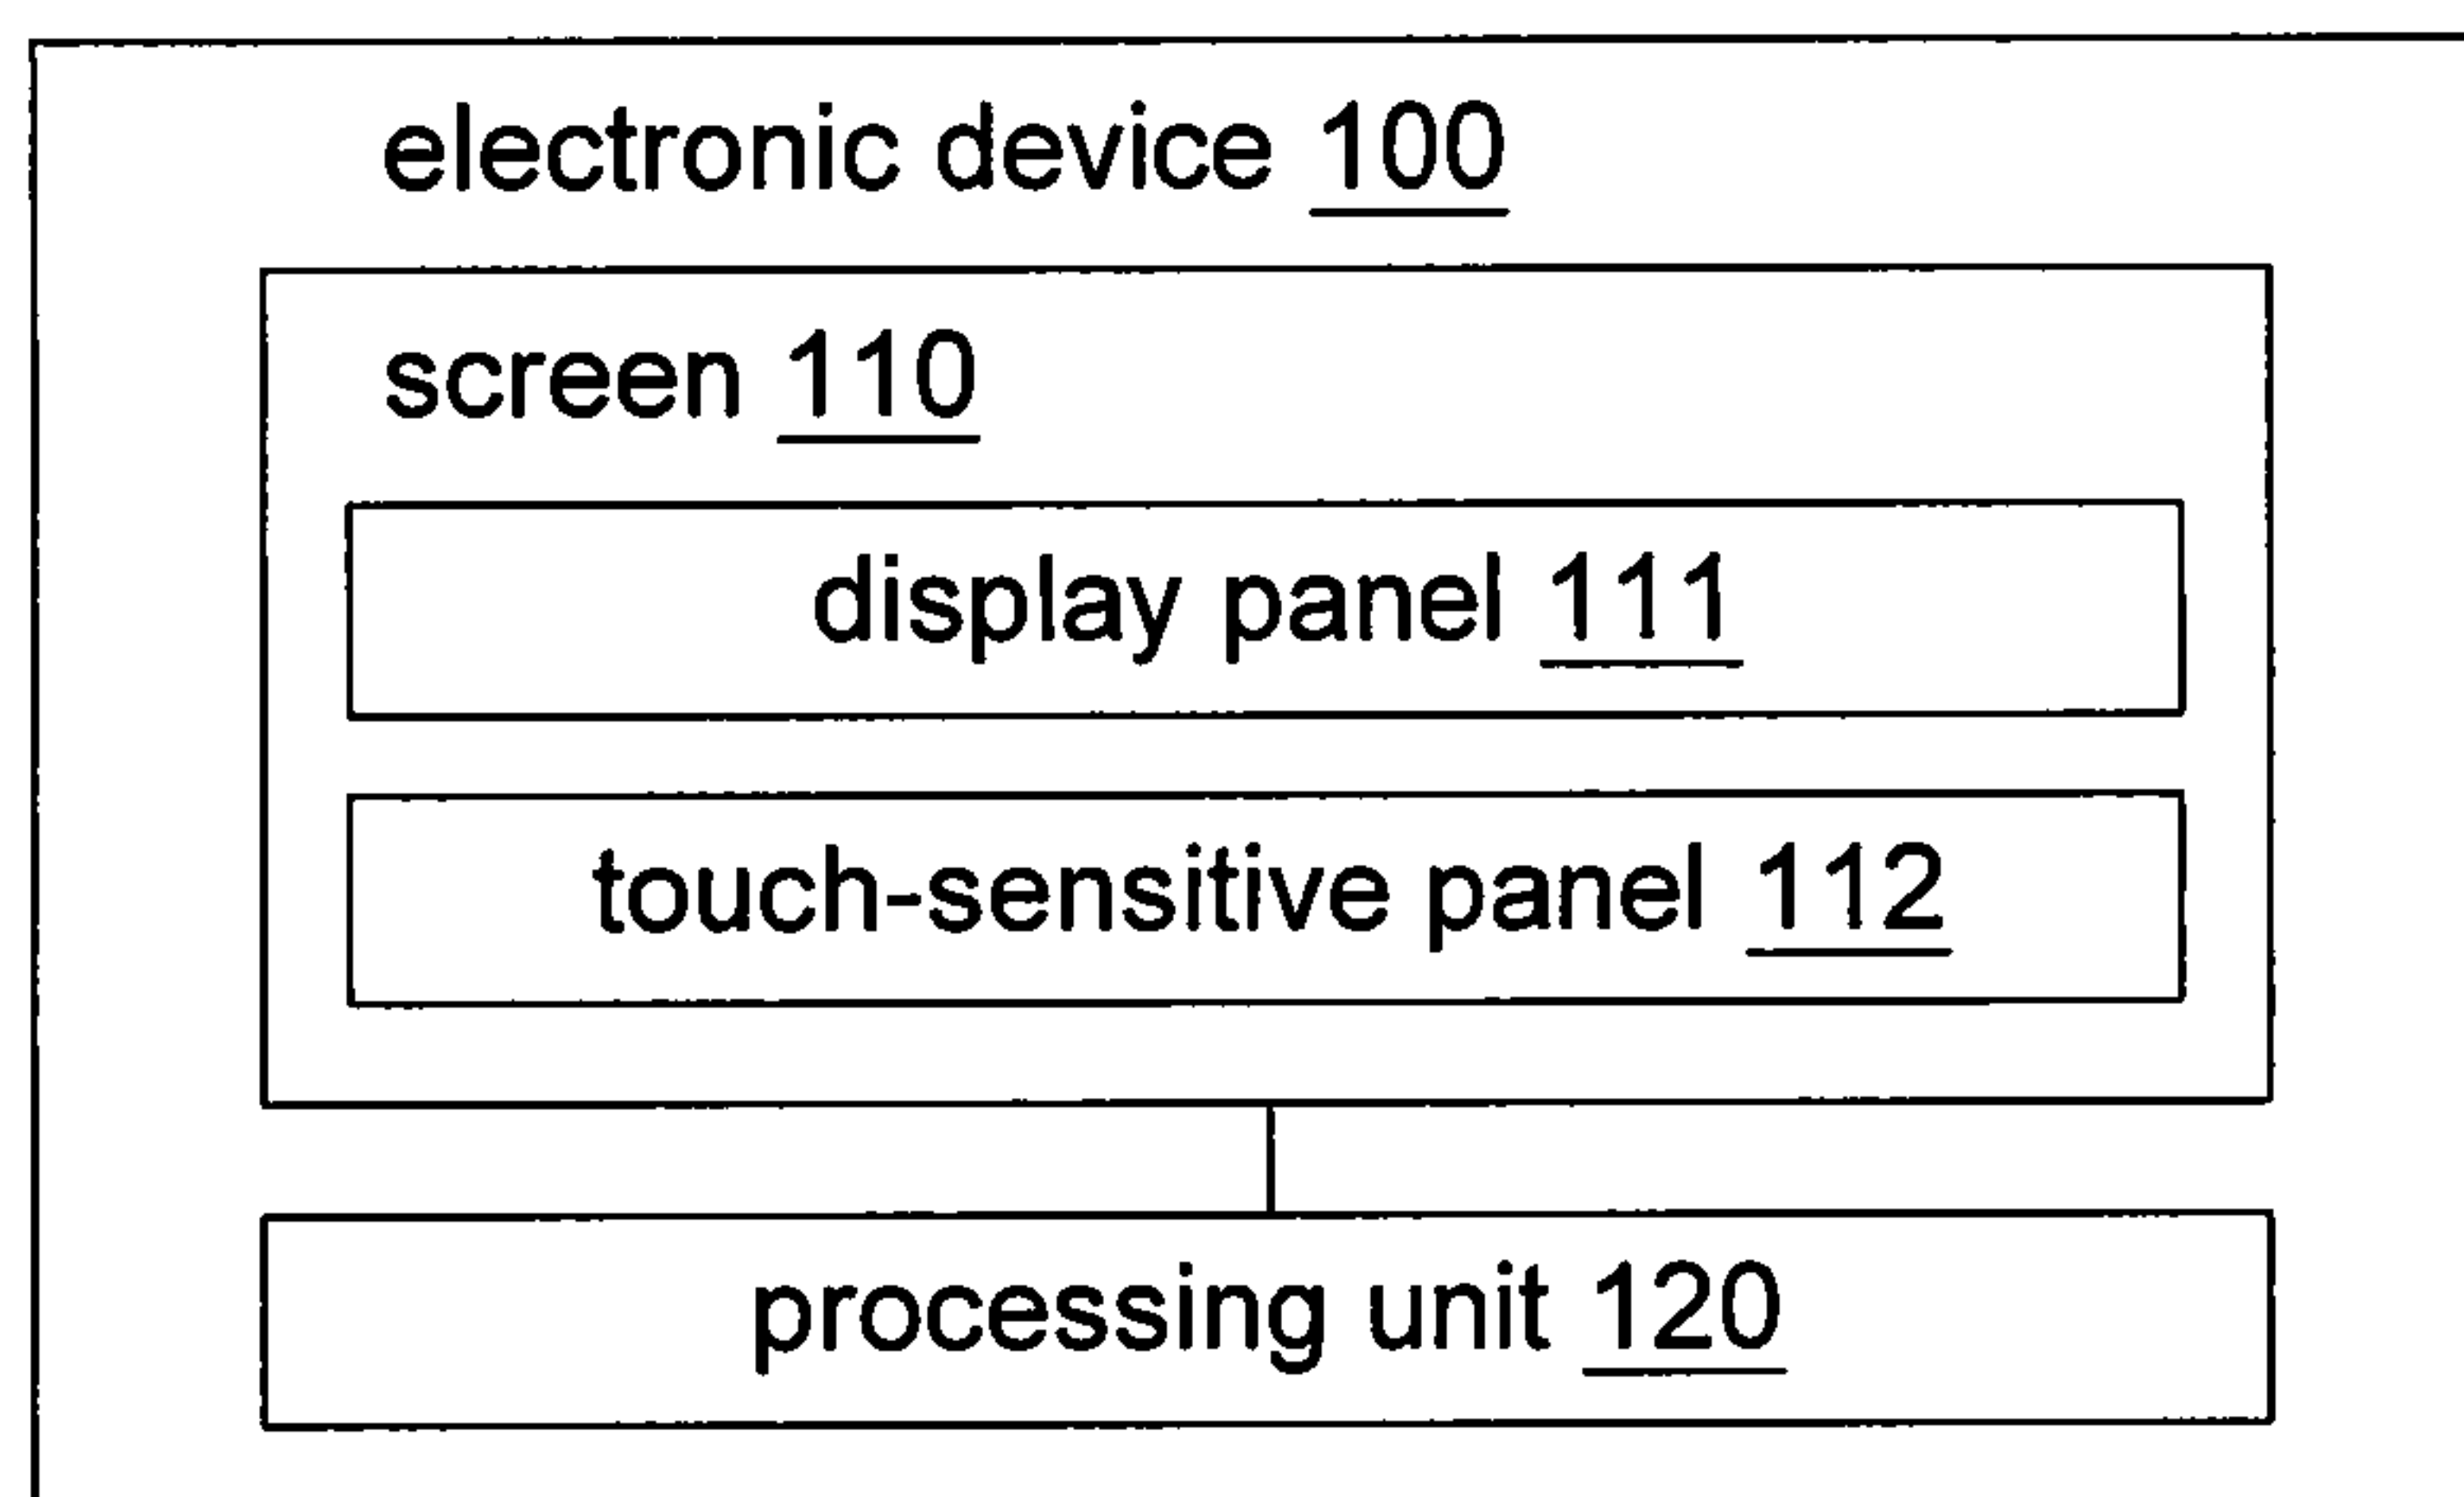 electronic device 100
screen 110
display panel 111
touch-sensitive panel 112
processing unit 120